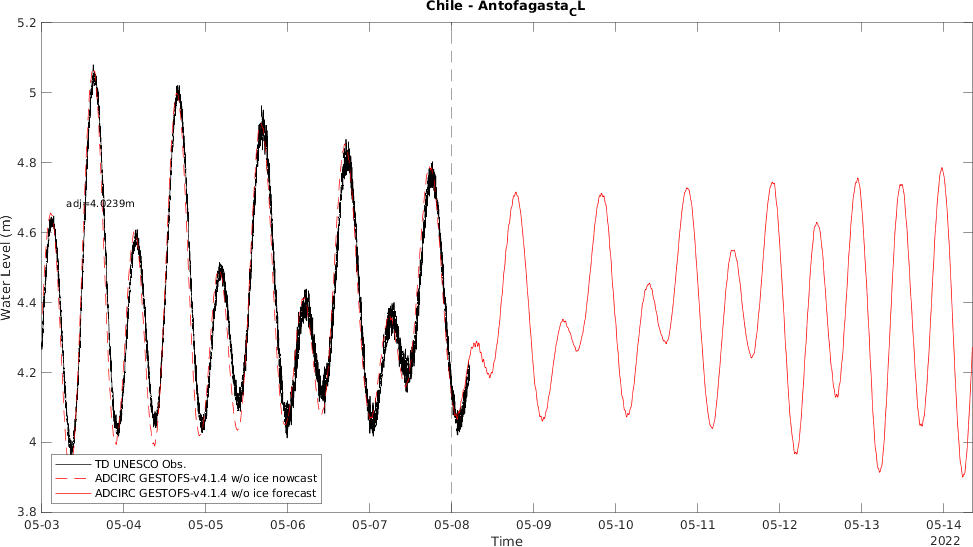 Chile - Antofagasta_CL
5.2
5
4.8
4.6
4.4
4.2
4
3.8
Water Level (m)
adj=4.0239m
TD UNESCO Obs.
ADCIRC GESTOFS-v4.1.4 w/o ice nowcast
ADCIRC GESTOFS-v4.1.4 w/o ice forecast
05-03 05-04 05-05 05-06 05-07 05-08 05-09 05-10 05-11 05-12 05-13 05-14
Time
2022